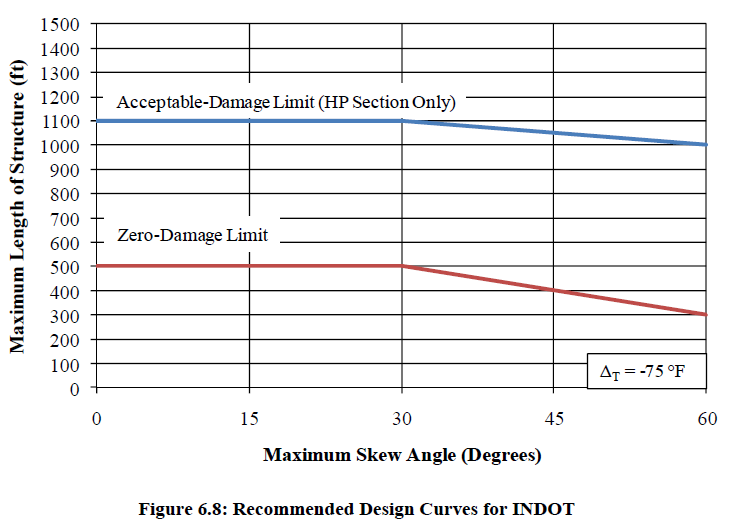 1500
1400
1300
1200
1100
1000
900
800
700
600
500
400
300
200
100
0
Maximum Length of Structure (ft)
Acceptable-Damage Limit (HP Section Only)
Zero-Damage Limit
ΔT = -75 °F
0 15 30 45 60
Maximum Skew Angle (Degrees)
Figure 6.8: Recommended Design Curves for INDOT